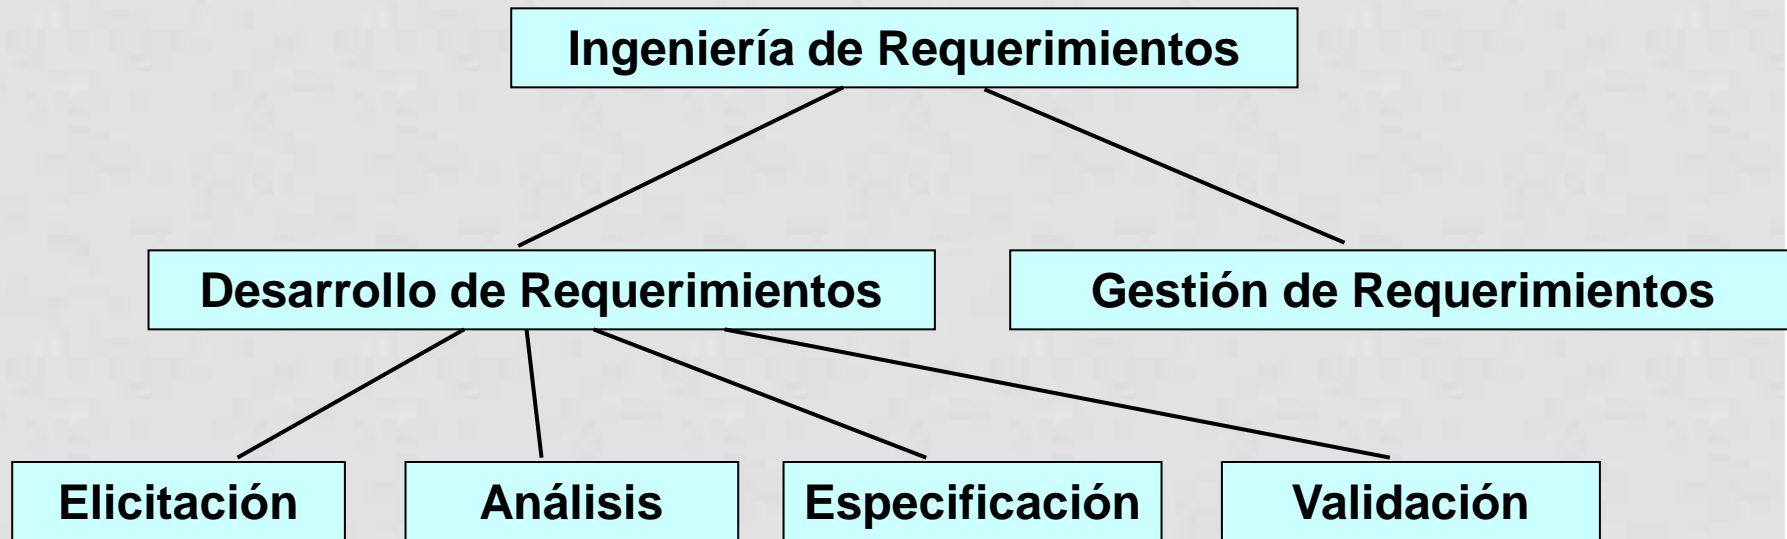 Ingeniería de Requerimientos
Desarrollo de Requerimientos
Gestión de Requerimientos
Elicitación
Análisis
Especificación
Validación